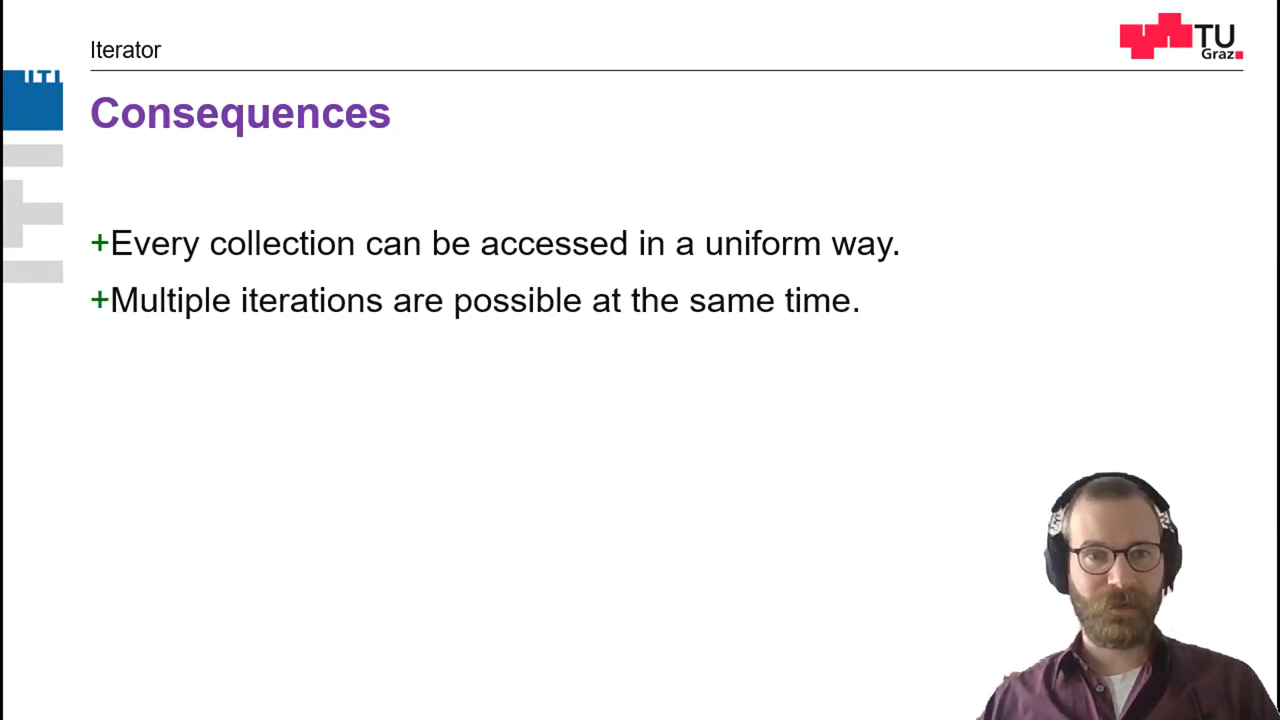 Iterator
TU
Graz
ITI
Consequences
+Every collection can be accessed in a uniform way.
+Multiple iterations are possible at the same time.